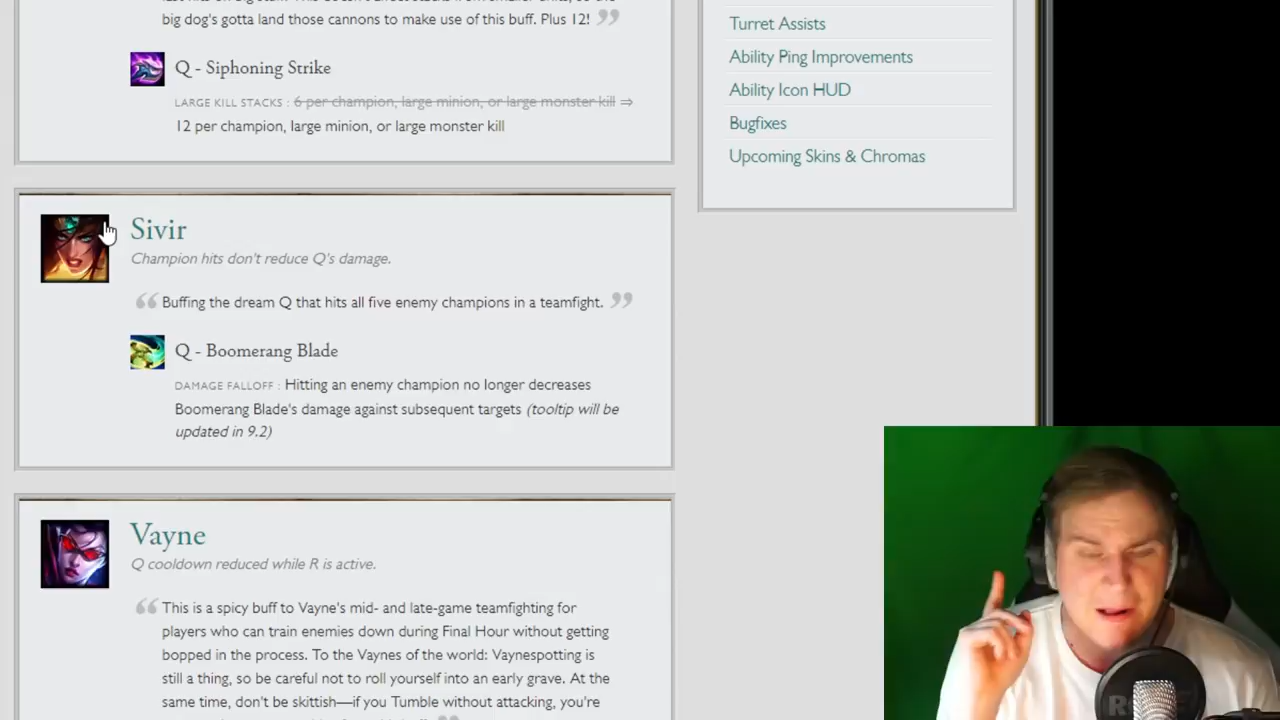 big dog's gotta land those cannons to make use of this buff. Plus 12! ”
Q - Siphoning Strike
LARGE KILL STACKS : 6 per champion, large minion, or large monster kill ⇒
12 per champion, large minion, or large monster kill
Sivir
Champion hits don't reduce Q's damage.
“ Buffing the dream Q that hits all five enemy champions in a teamfight. ”
Q - Boomerang Blade
DAMAGE FALLOFF : Hitting an enemy champion no longer decreases
Boomerang Blade's damage against subsequent targets (tooltip will be
updated in 9.2)
Vayne
Q cooldown reduced while R is active.
“ This is a spicy buff to Vayne's mid- and late-game teamfighting for
players who can train enemies down during Final Hour without getting
bopped in the process. To the Vaynes of the world: Vaynespotting is
still a thing, so be careful not to roll yourself into an early grave. At the
same time, don't be skittish—if you Tumble without attacking, you're
Turret Assists
Ability Ping Improvements
Ability Icon HUD
Bugfixes
Upcoming Skins & Chromas